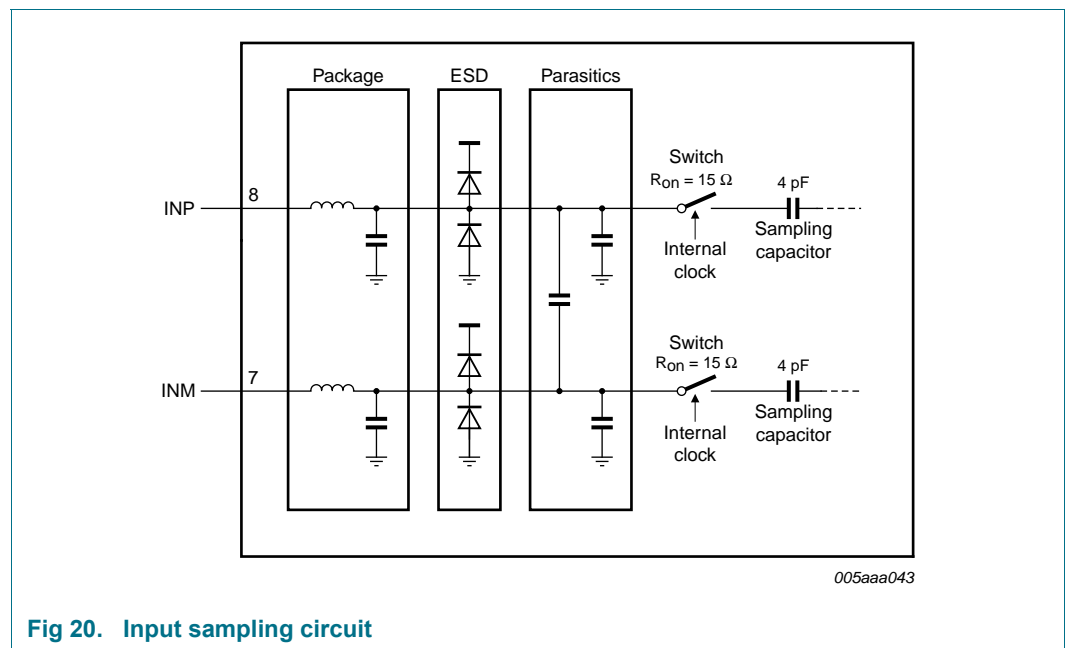 Package
ESD
Parasitics
Switch
Ron = 15 Ω
4 pF
INP
8
Sampling
capacitor
Internal
clock
Switch
Ron = 15 Ω
4 pF
INM
7
Sampling
capacitor
Internal
clock
005aaa043
Fig 20. Input sampling circuit